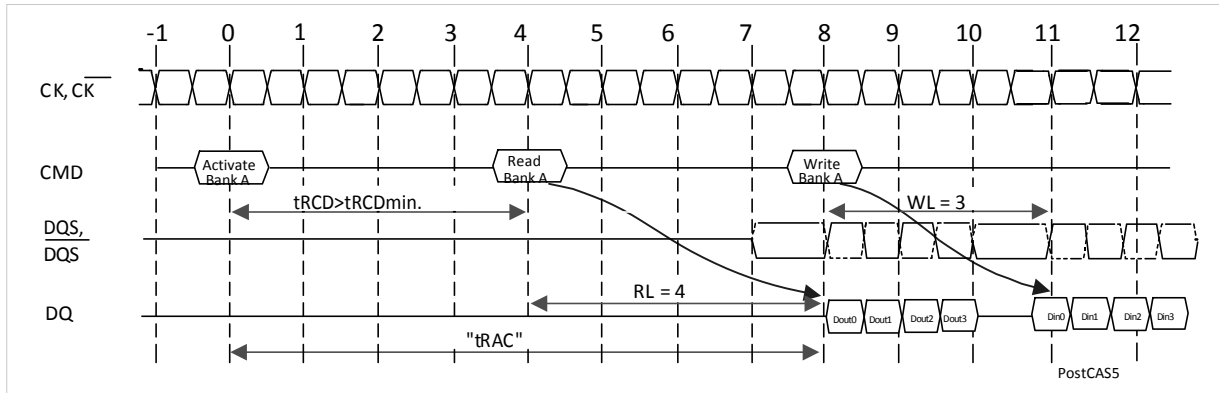 -1 0 1 2 3 4 5 6 7 8 9 10 11 12
CK, CK
CMD
Activate
Bank A
Read
Bank A
Write
Bank A
tRCD>tRCDmin.
WL = 3
DQS,
DQS
RL = 4
DQ
Dout0 Dout1 Dout2 Dout3 Din0 Din1 Din2 Din3
"tRAC"
PostCAS5